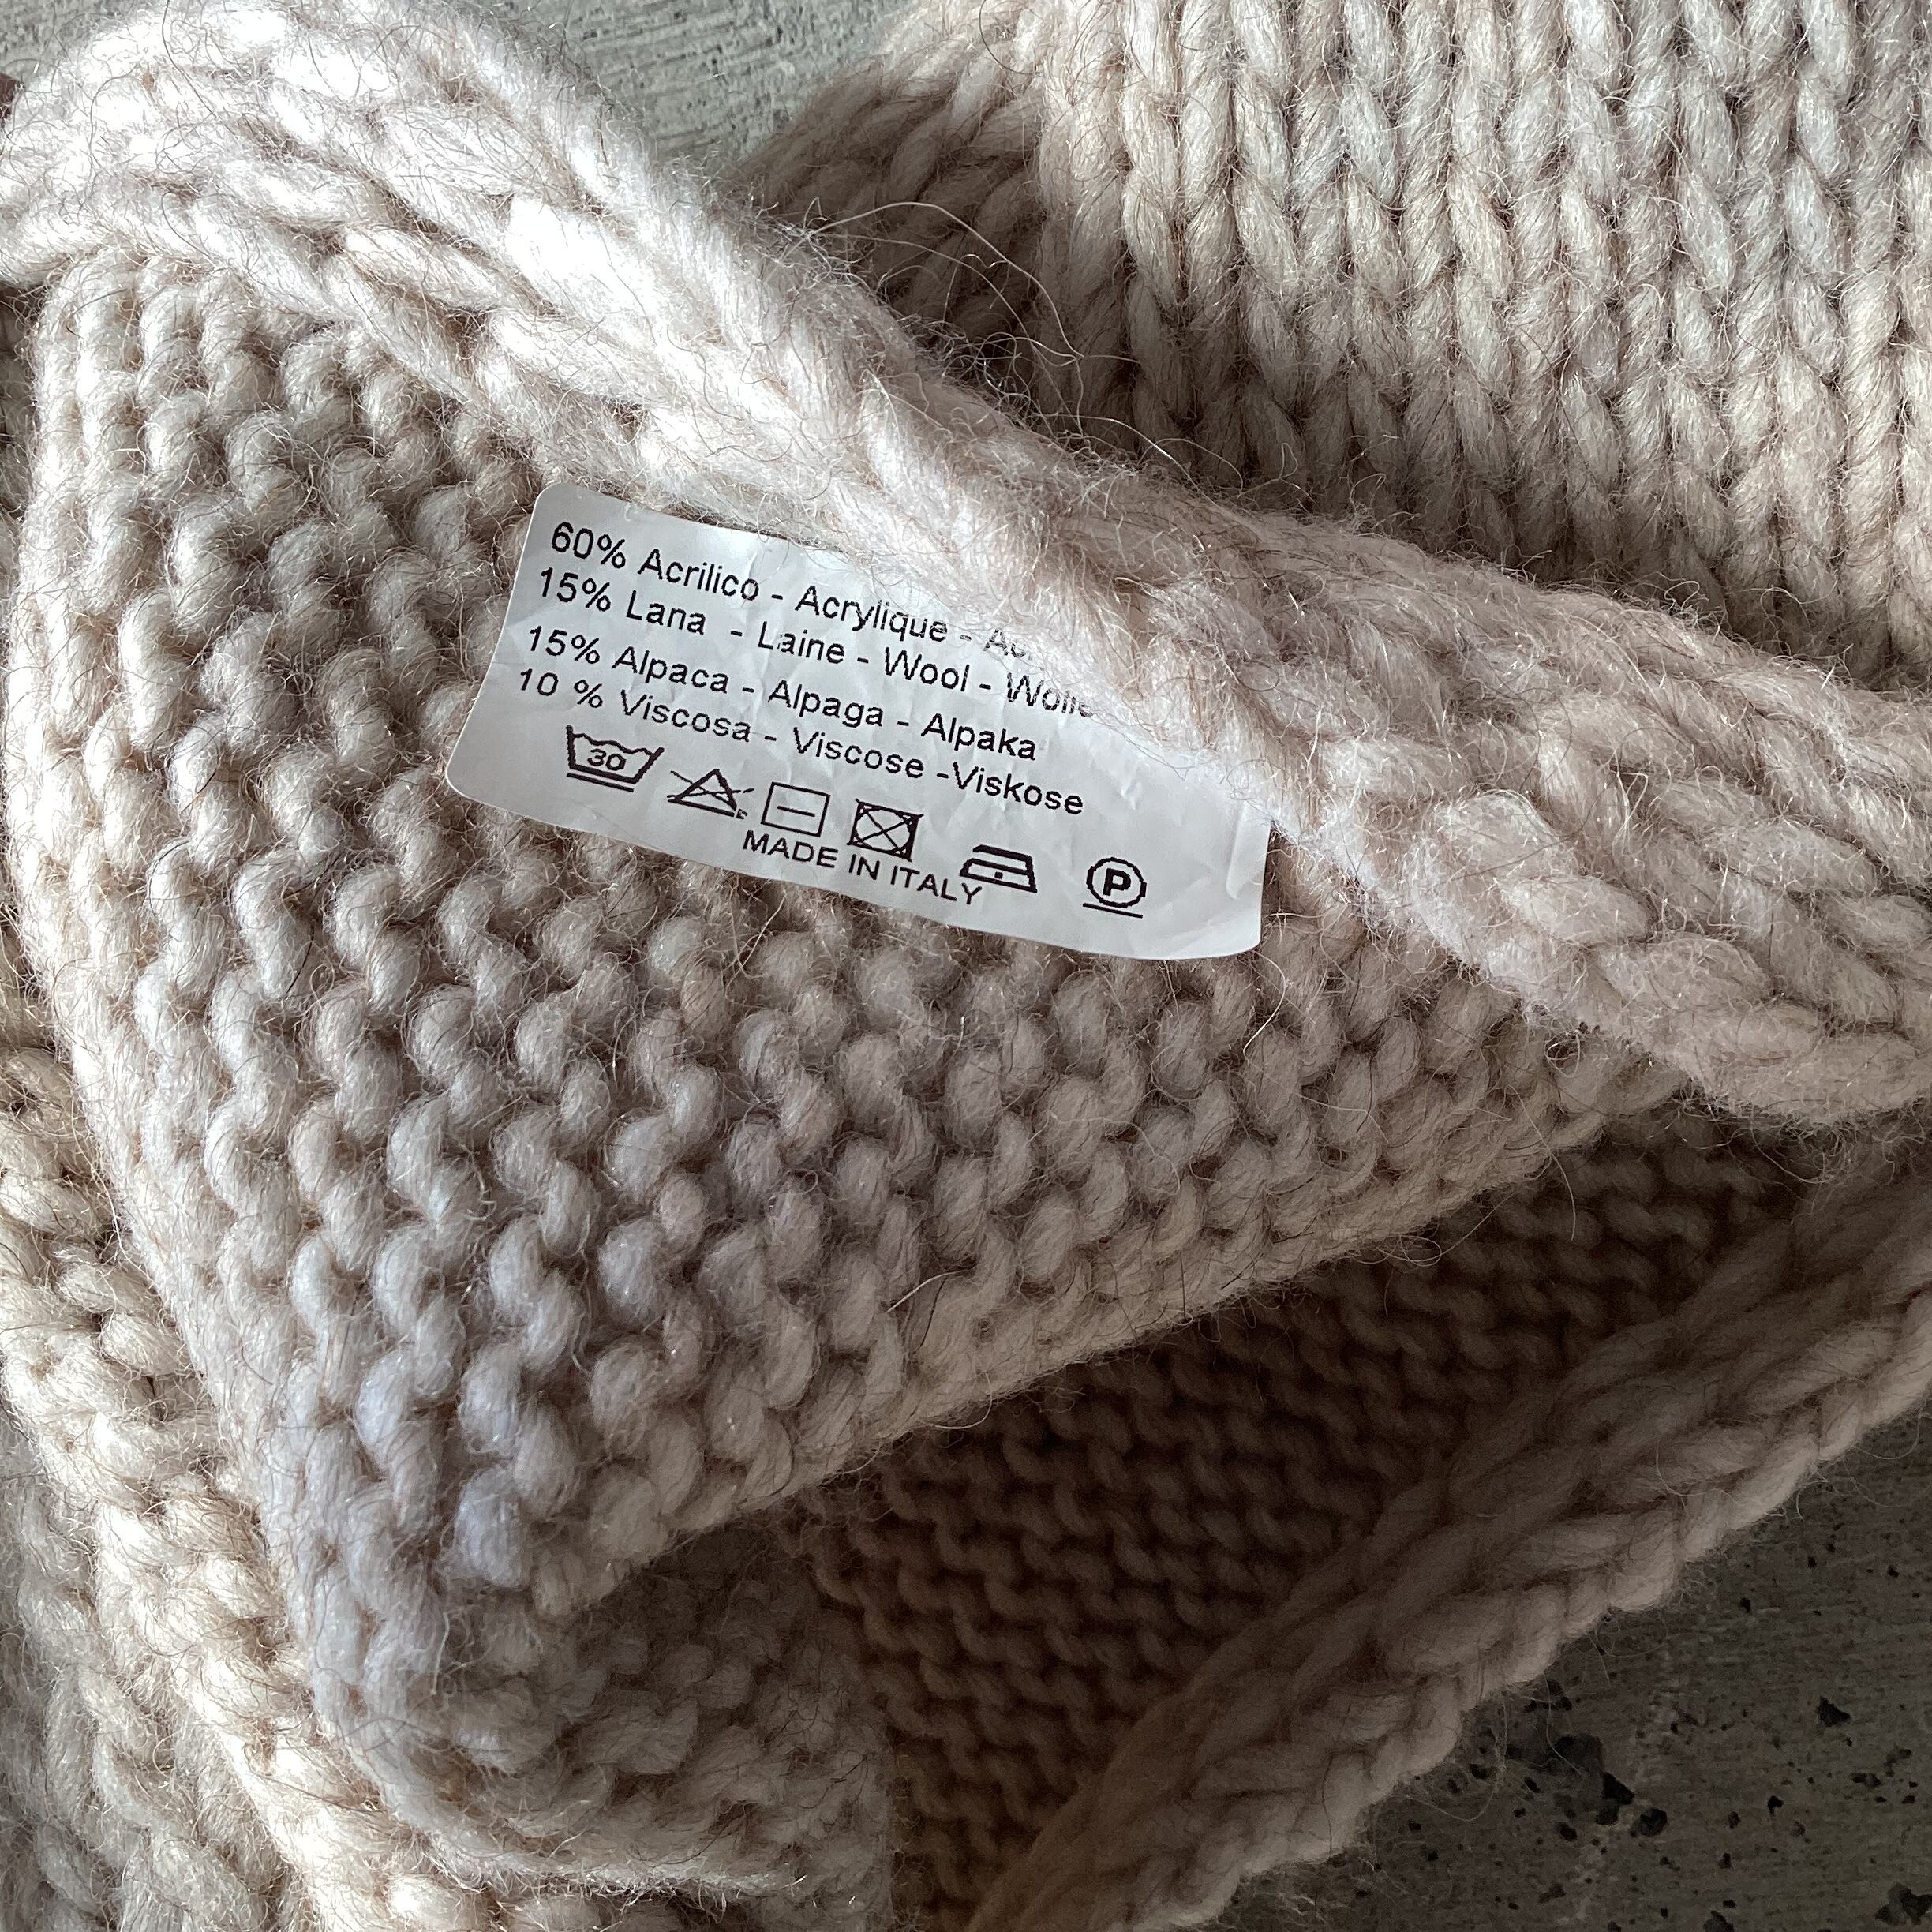 60% Acrilico - Acrylique -
15% Lana - Laine - Wool - Wolle
15% Alpaca - Alpaga - Alpaka
10 % Viscosa - Viscose -Viskose
30
P
MADE IN ITALY